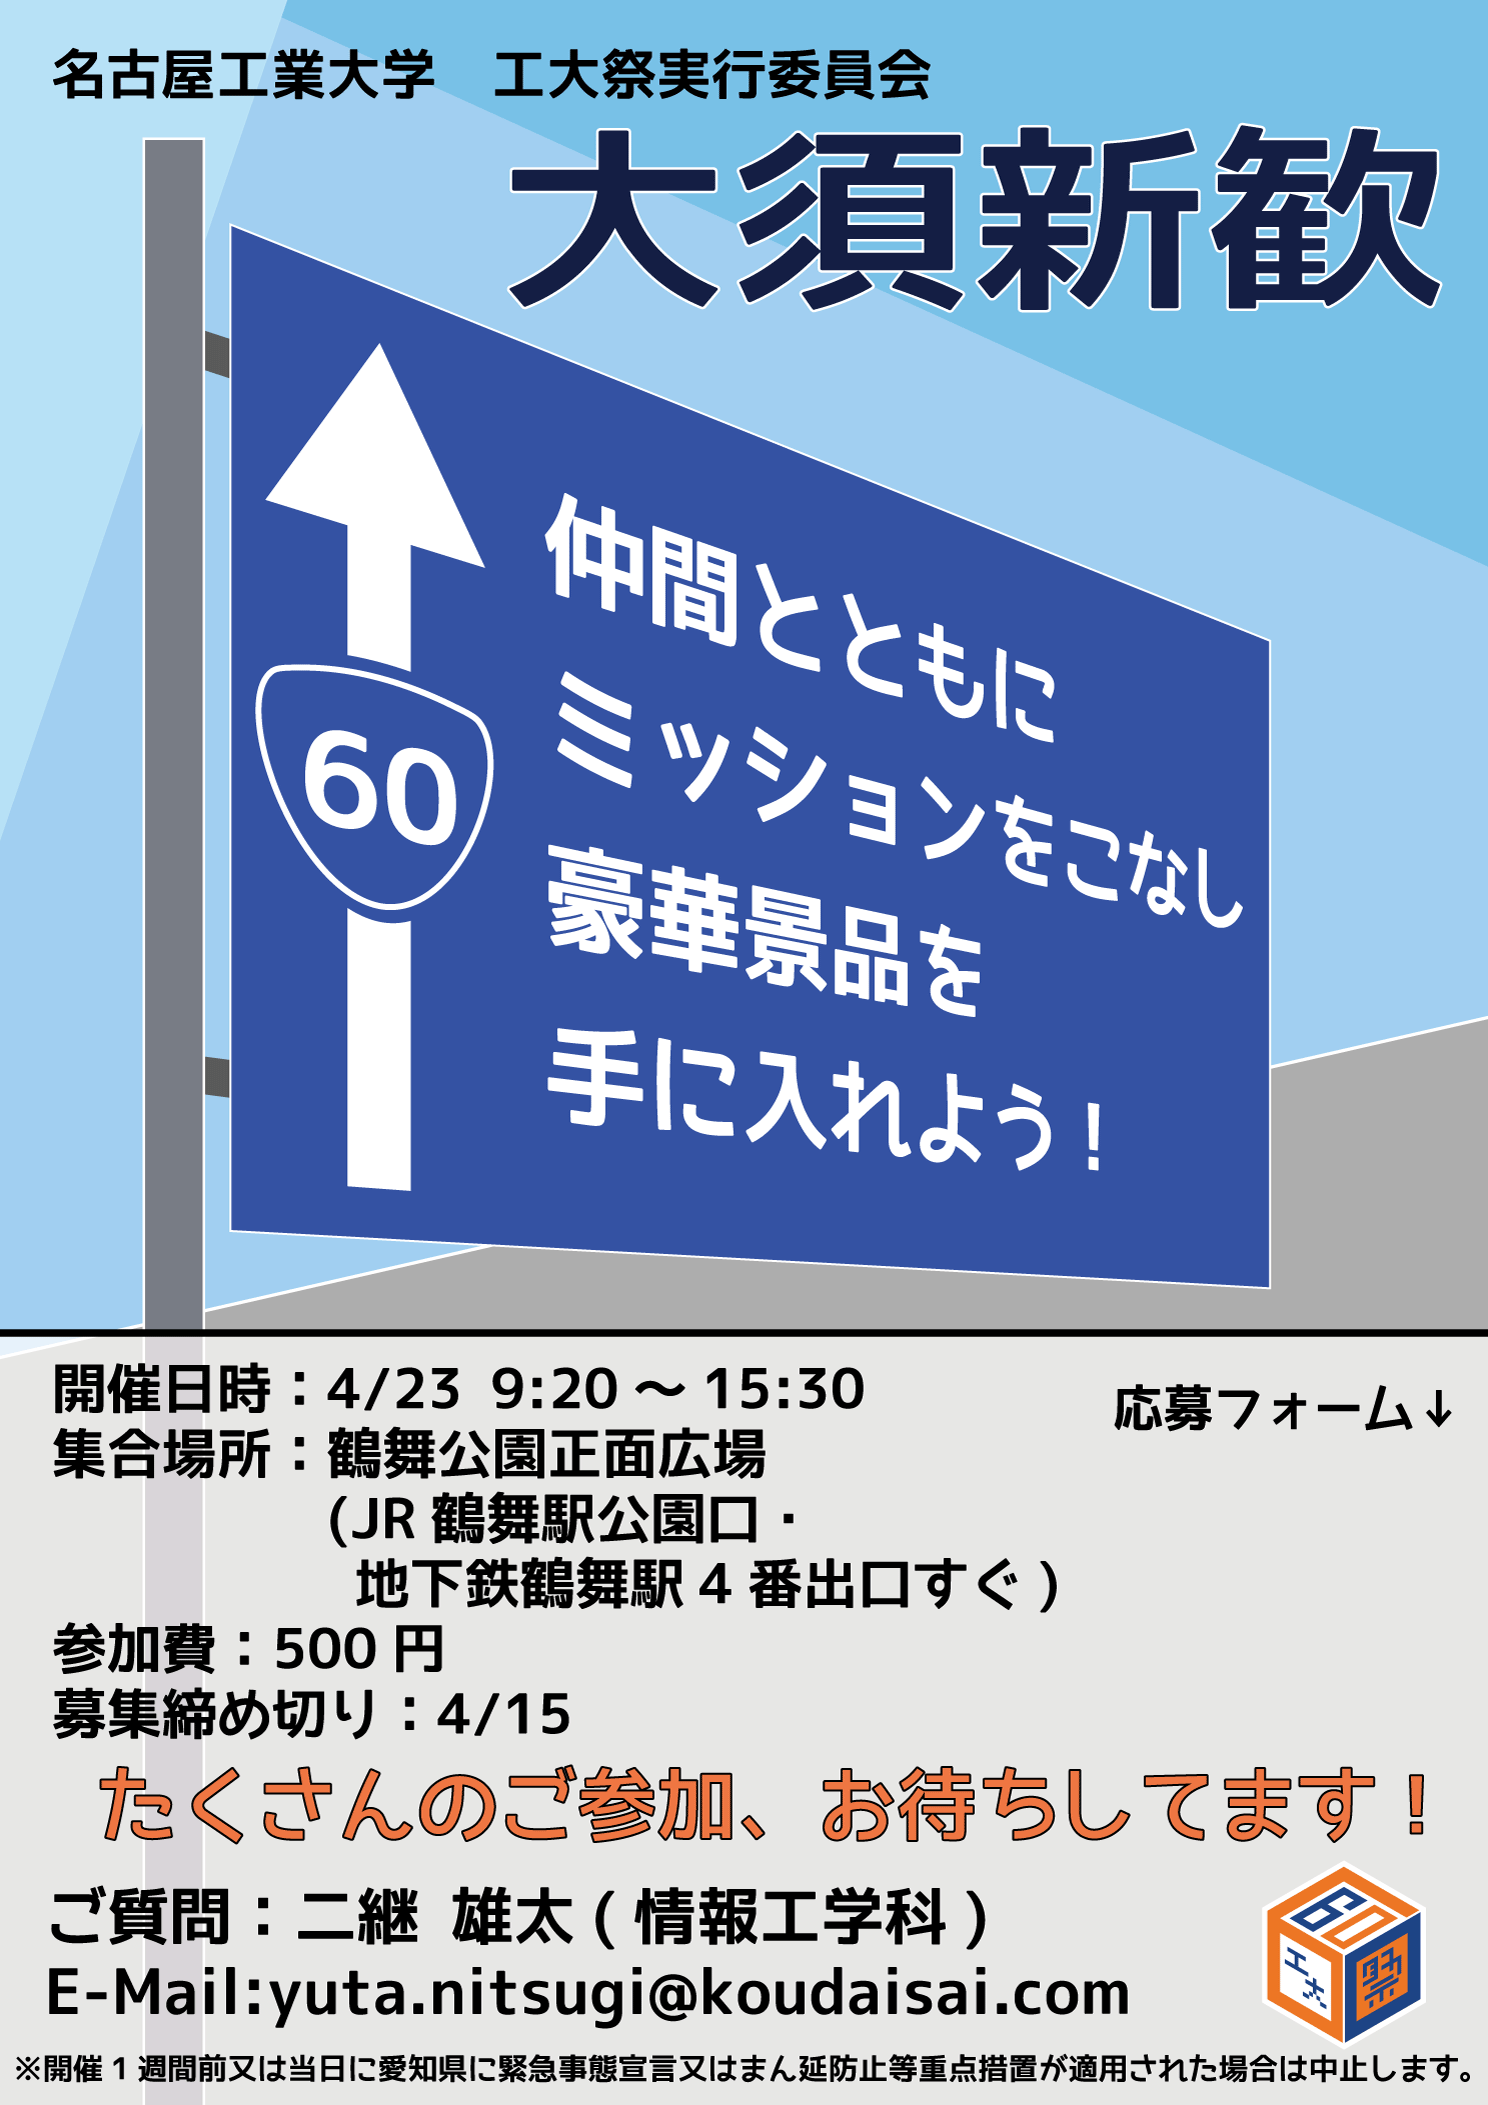 名古屋工業大学　工大祭実行委員会
大須新歓
仲間とともに
ミッションをこなし
豪華景品を
手に入れよう！
60
開催日時：4/23 9:20～15:30
応募フォーム↓
集合場所：鶴舞公園正面広場
(JR鶴舞駅公園口・
地下鉄鶴舞駅4番出口すぐ)
参加費：500円
募集締め切り：4/15
たくさんのご参加、お待ちしてます！
ご質問：二継 雄太(情報工学科)
E-Mail:yuta.nitsugi@koudaisai.com
60
工大
祭
※開催1週間前又は当日に愛知県に緊急事態宣言又はまん延防止等重点措置が適用された場合は中止します。